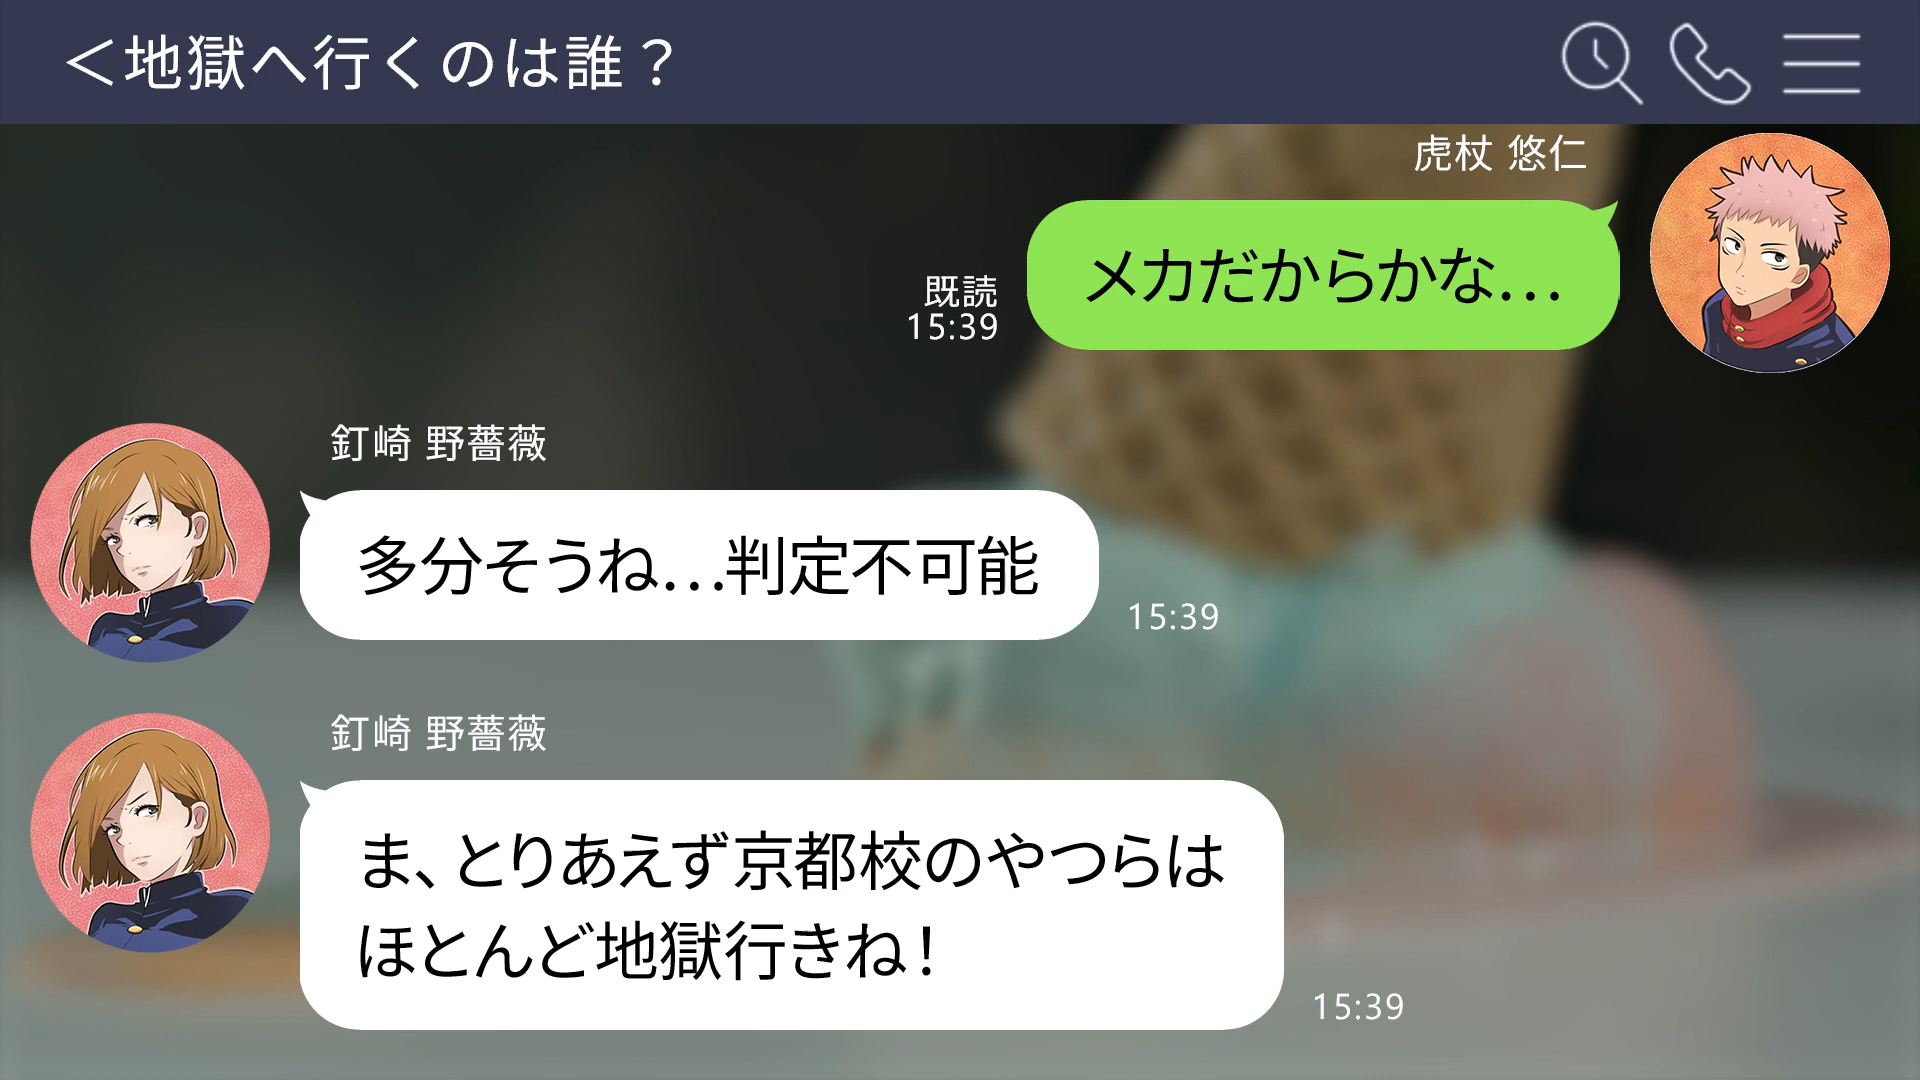 ＜地獄へ行くのは誰？
虎杖 悠仁
メカだからかな…
既読
15:39
釘崎 野薔薇
多分そうね…判定不可能
15:39
釘崎 野薔薇
ま、とりあえず京都校のやつらは
ほとんど地獄行きね！
15:39